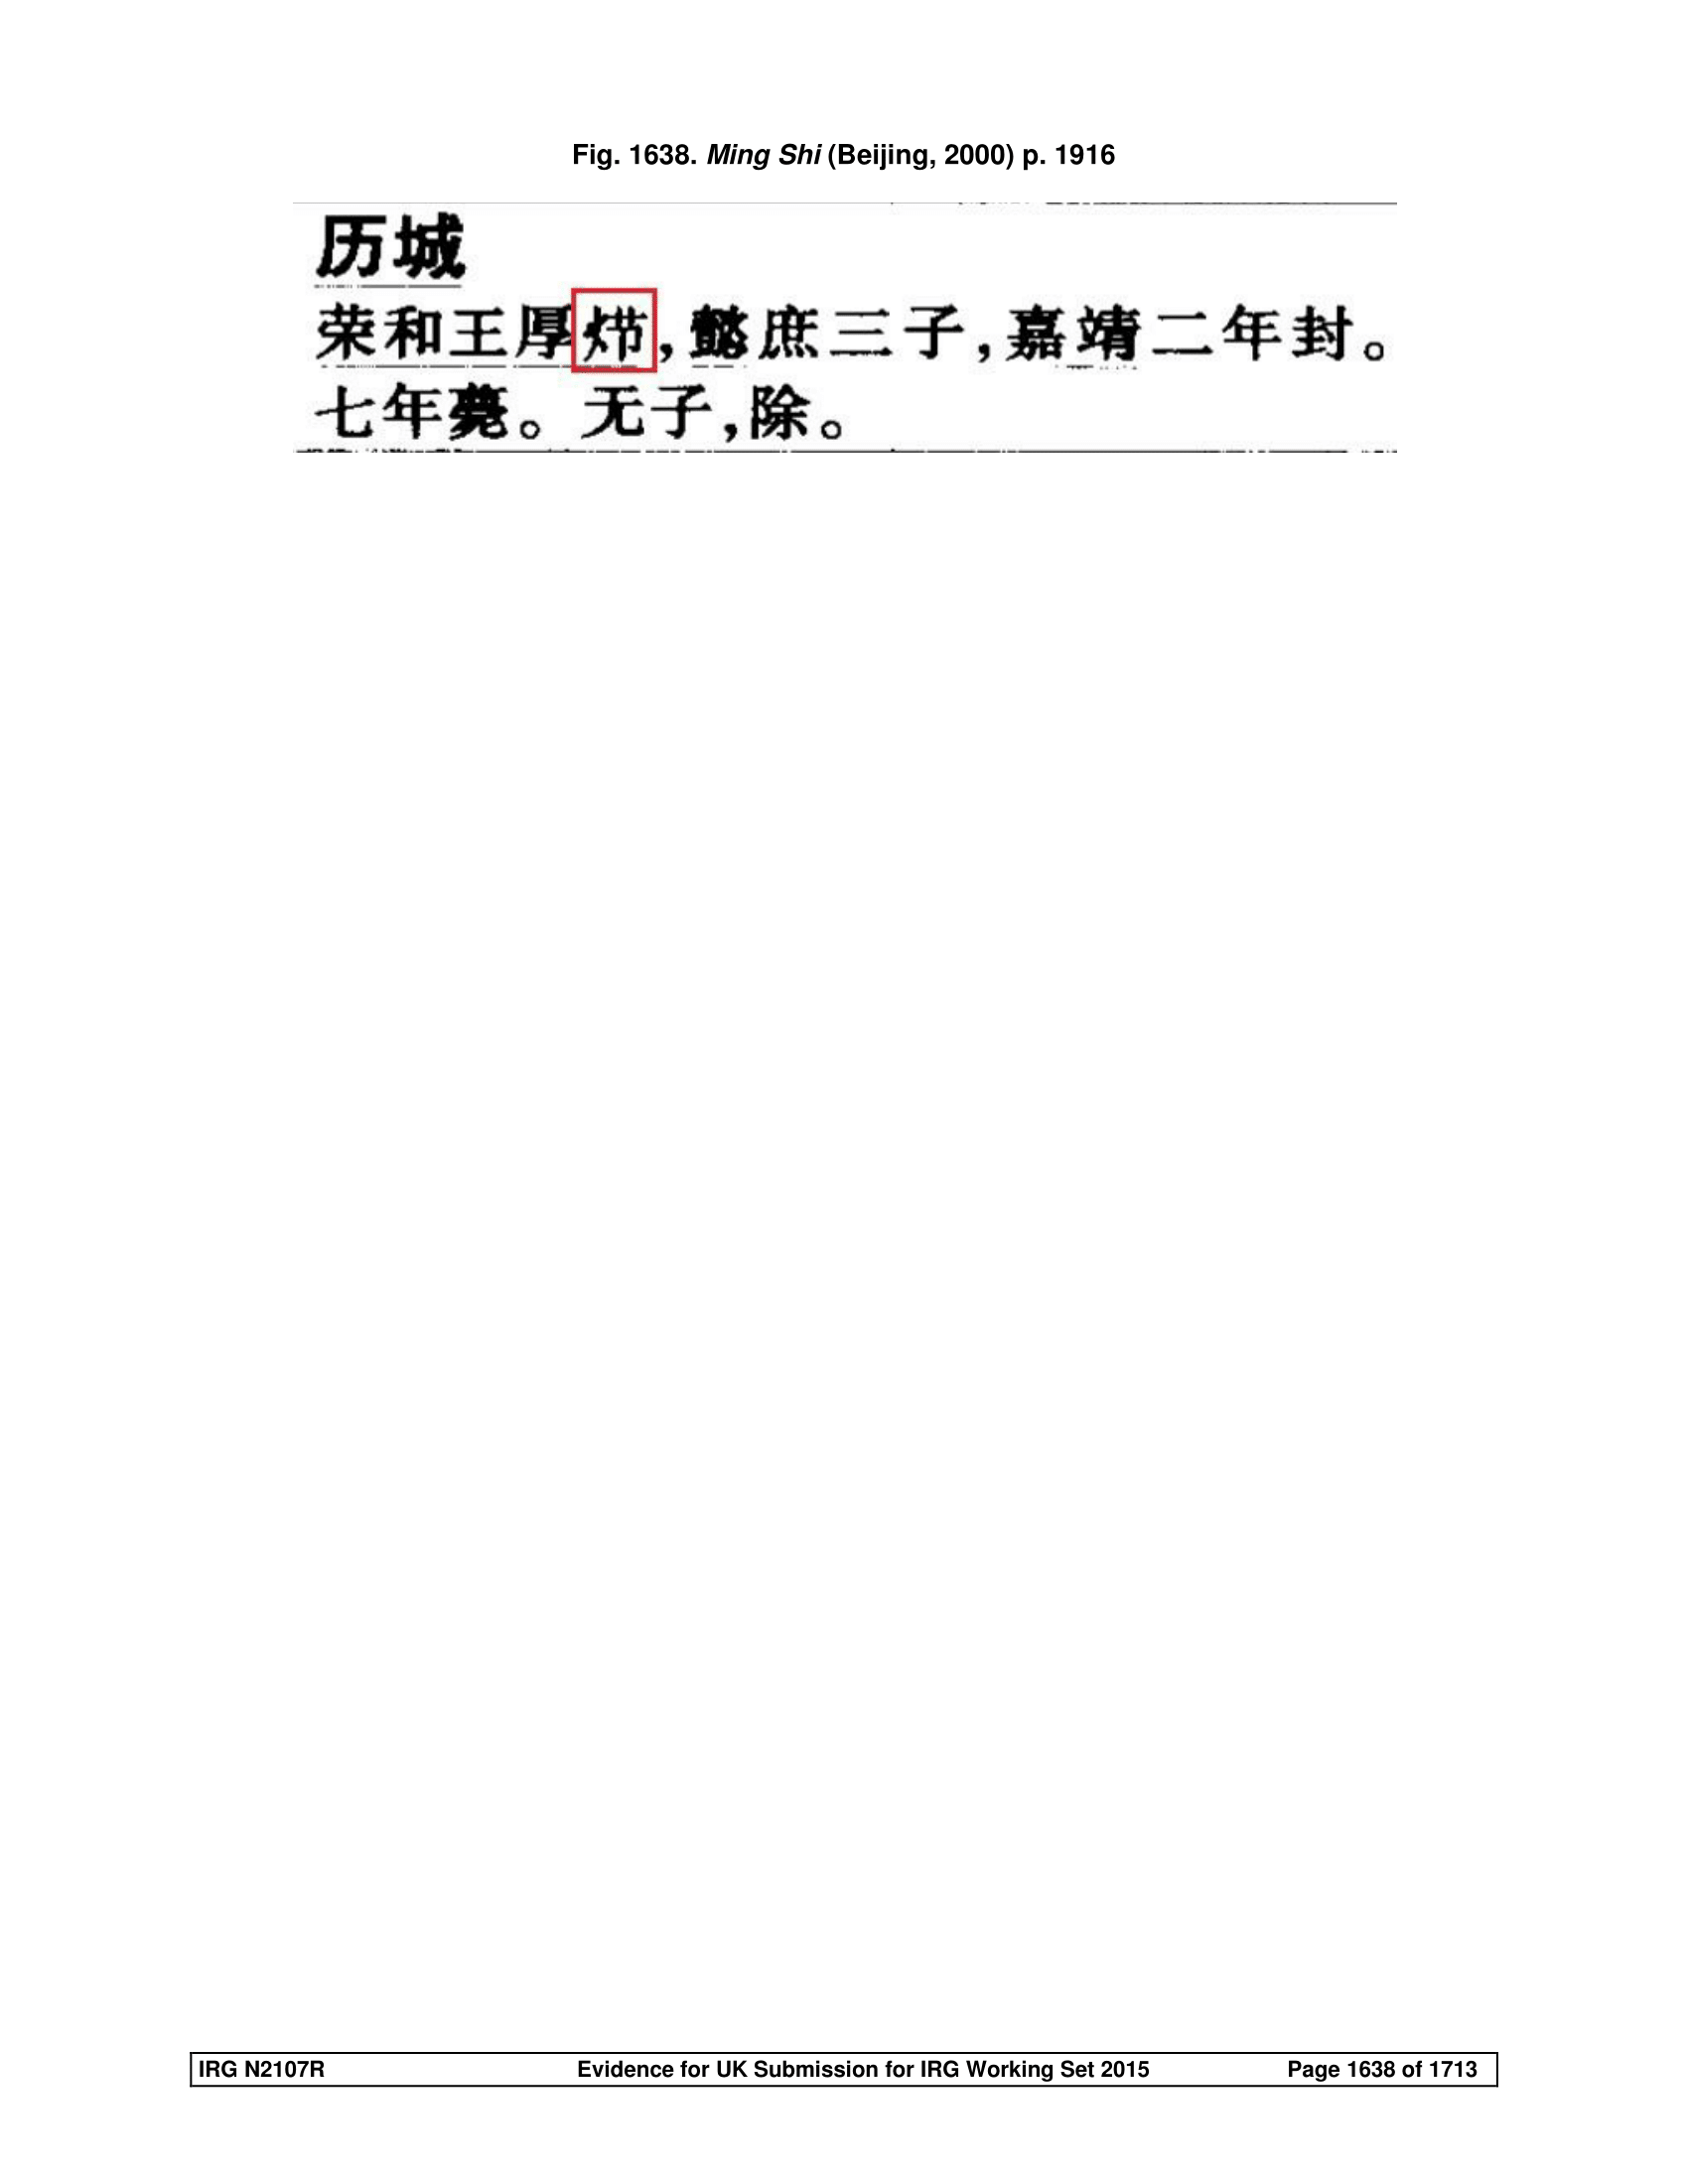 Fig. 1638. Ming Shi (Beijing, 2000) p. 1916
历城
荣和王厚⿰火节,懿庶三子,嘉靖二年封。
七年薨。无子,除。
IRG N2107R Evidence for UK Submission for IRG Working Set 2015 Page 1638 of 1713